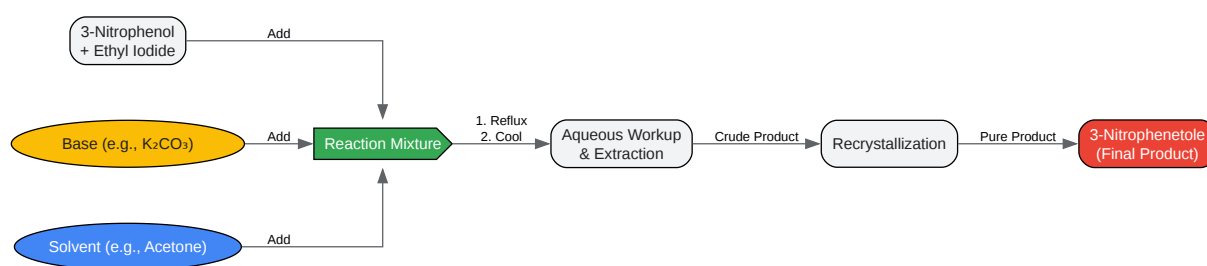 3-Nitrophenol
+ Ethyl Iodide
Add
Base (e.g., K₂CO₃)
Add
Solvent (e.g., Acetone)
Add
Reaction Mixture
1. Reflux
2. Cool
Aqueous Workup
& Extraction
Crude Product
Recrystallization
Pure Product
3-Nitrophenetole
(Final Product)